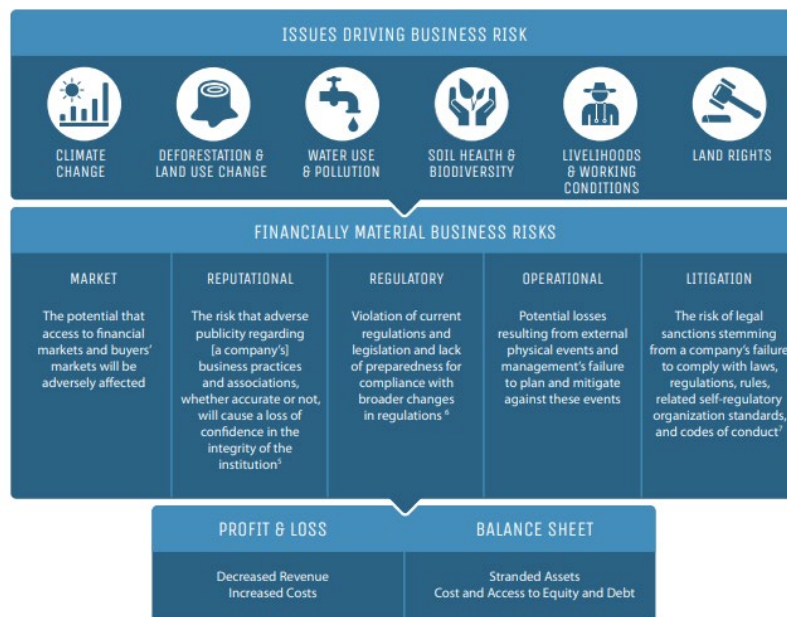 ISSUES DRIVING BUSINESS RISK
CLIMATE
CHANGE
DEFORESTATION &
LAND USE CHANGE
WATER USE
& POLLUTION
SOIL HEALTH &
BIODIVERSITY
LIVELIHOODS
& WORKING
CONDITIONS
LAND RIGHTS
FINANCIALLY MATERIAL BUSINESS RISKS
MARKET
The potential that
access to financial
markets and buyers’
markets will be
adversely affected
REPUTATIONAL
The risk that adverse
publicity regarding
[a company’s]
business practices
and associations,
whether accurate or not,
will cause a loss of
confidence in the
integrity of the
institution⁵
REGULATORY
Violation of current
regulations and
legislation and lack
of preparedness for
compliance with
broader changes
in regulations ⁶
OPERATIONAL
Potential losses
resulting from external
physical events and
management’s failure
to plan and mitigate
against these events
LITIGATION
The risk of legal
sanctions stemming
from a company’s failure
to comply with laws,
regulations, rules,
related self-regulatory
organization standards,
and codes of conduct⁷
PROFIT & LOSS
Decreased Revenue
Increased Costs
BALANCE SHEET
Stranded Assets
Cost and Access to Equity and Debt